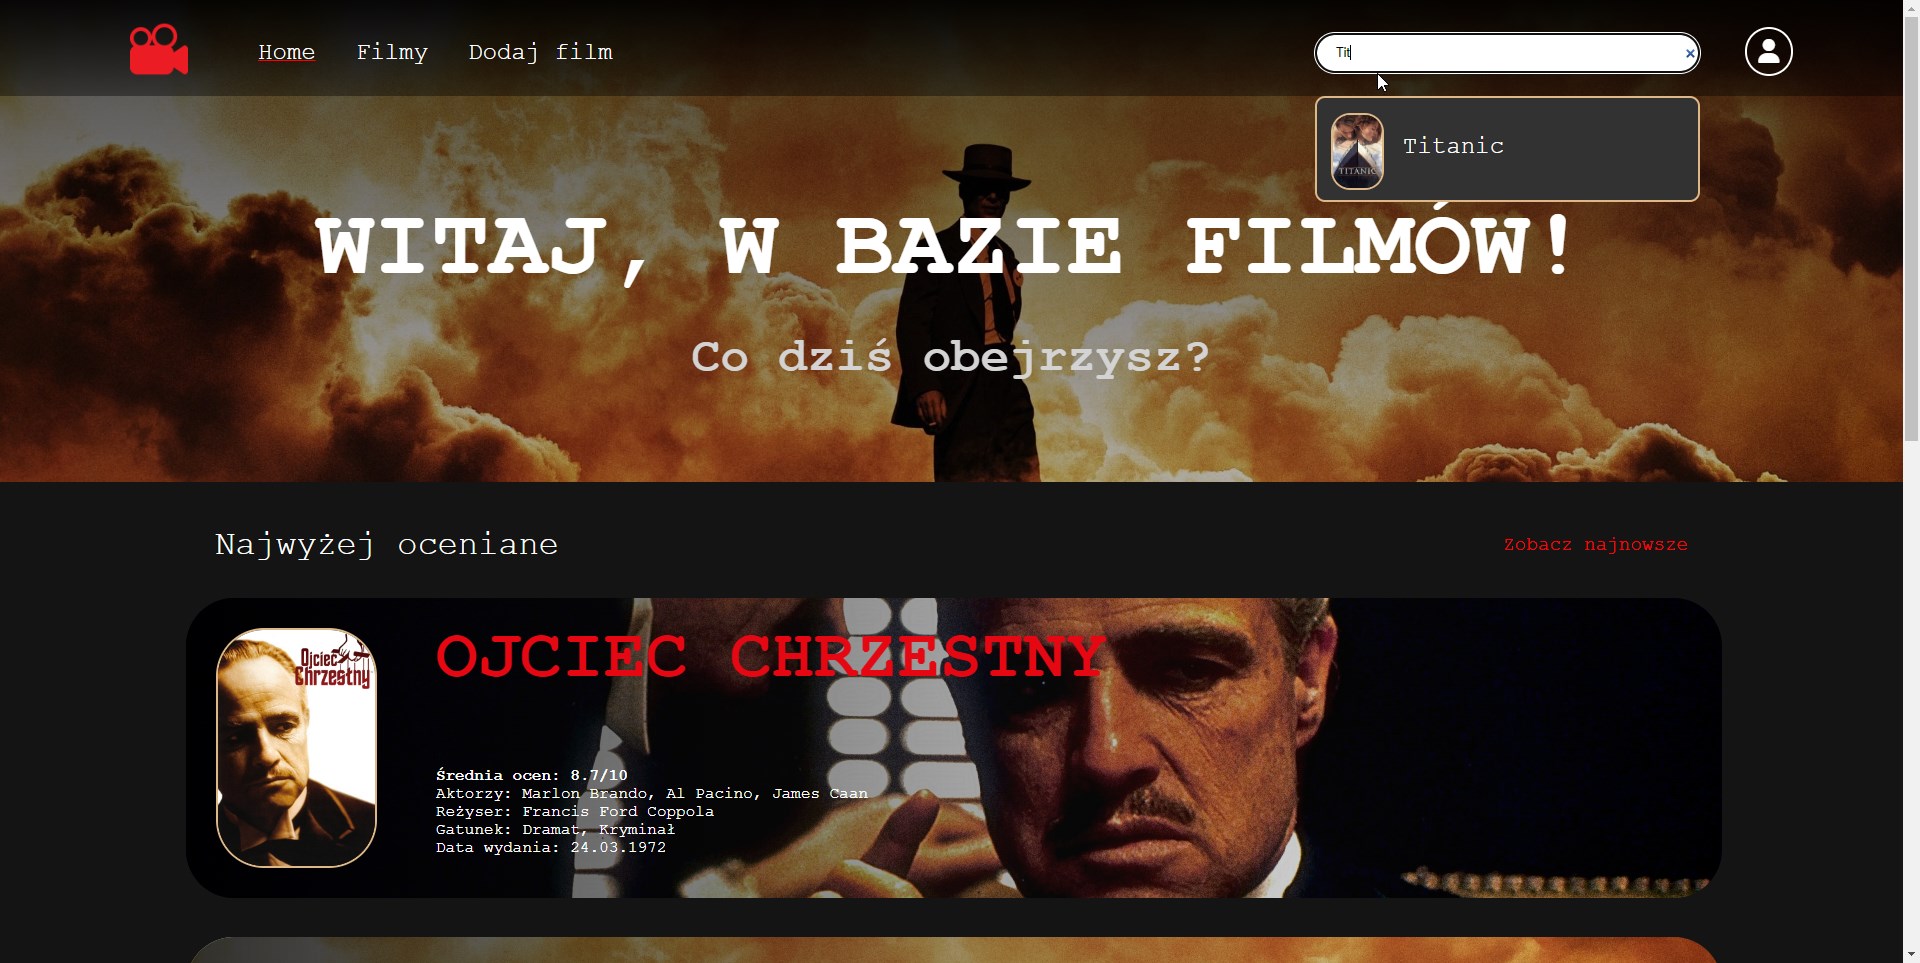 Home Filmy Dodaj film Tit
Titanic
TITANIC
WITAJ, W BAZIE FILMÓW!
Co dziś obejrzysz?
Najwyżej oceniane Zobacz najnowsze
Ojciec
Chrzestny
OJCIEC CHRZESTNY
Średnia ocen: 8.7/10
Aktorzy: Marlon Brando, Al Pacino, James Caan
Reżyser: Francis Ford Coppola
Gatunek: Dramat, Kryminał
Data wydania: 24.03.1972